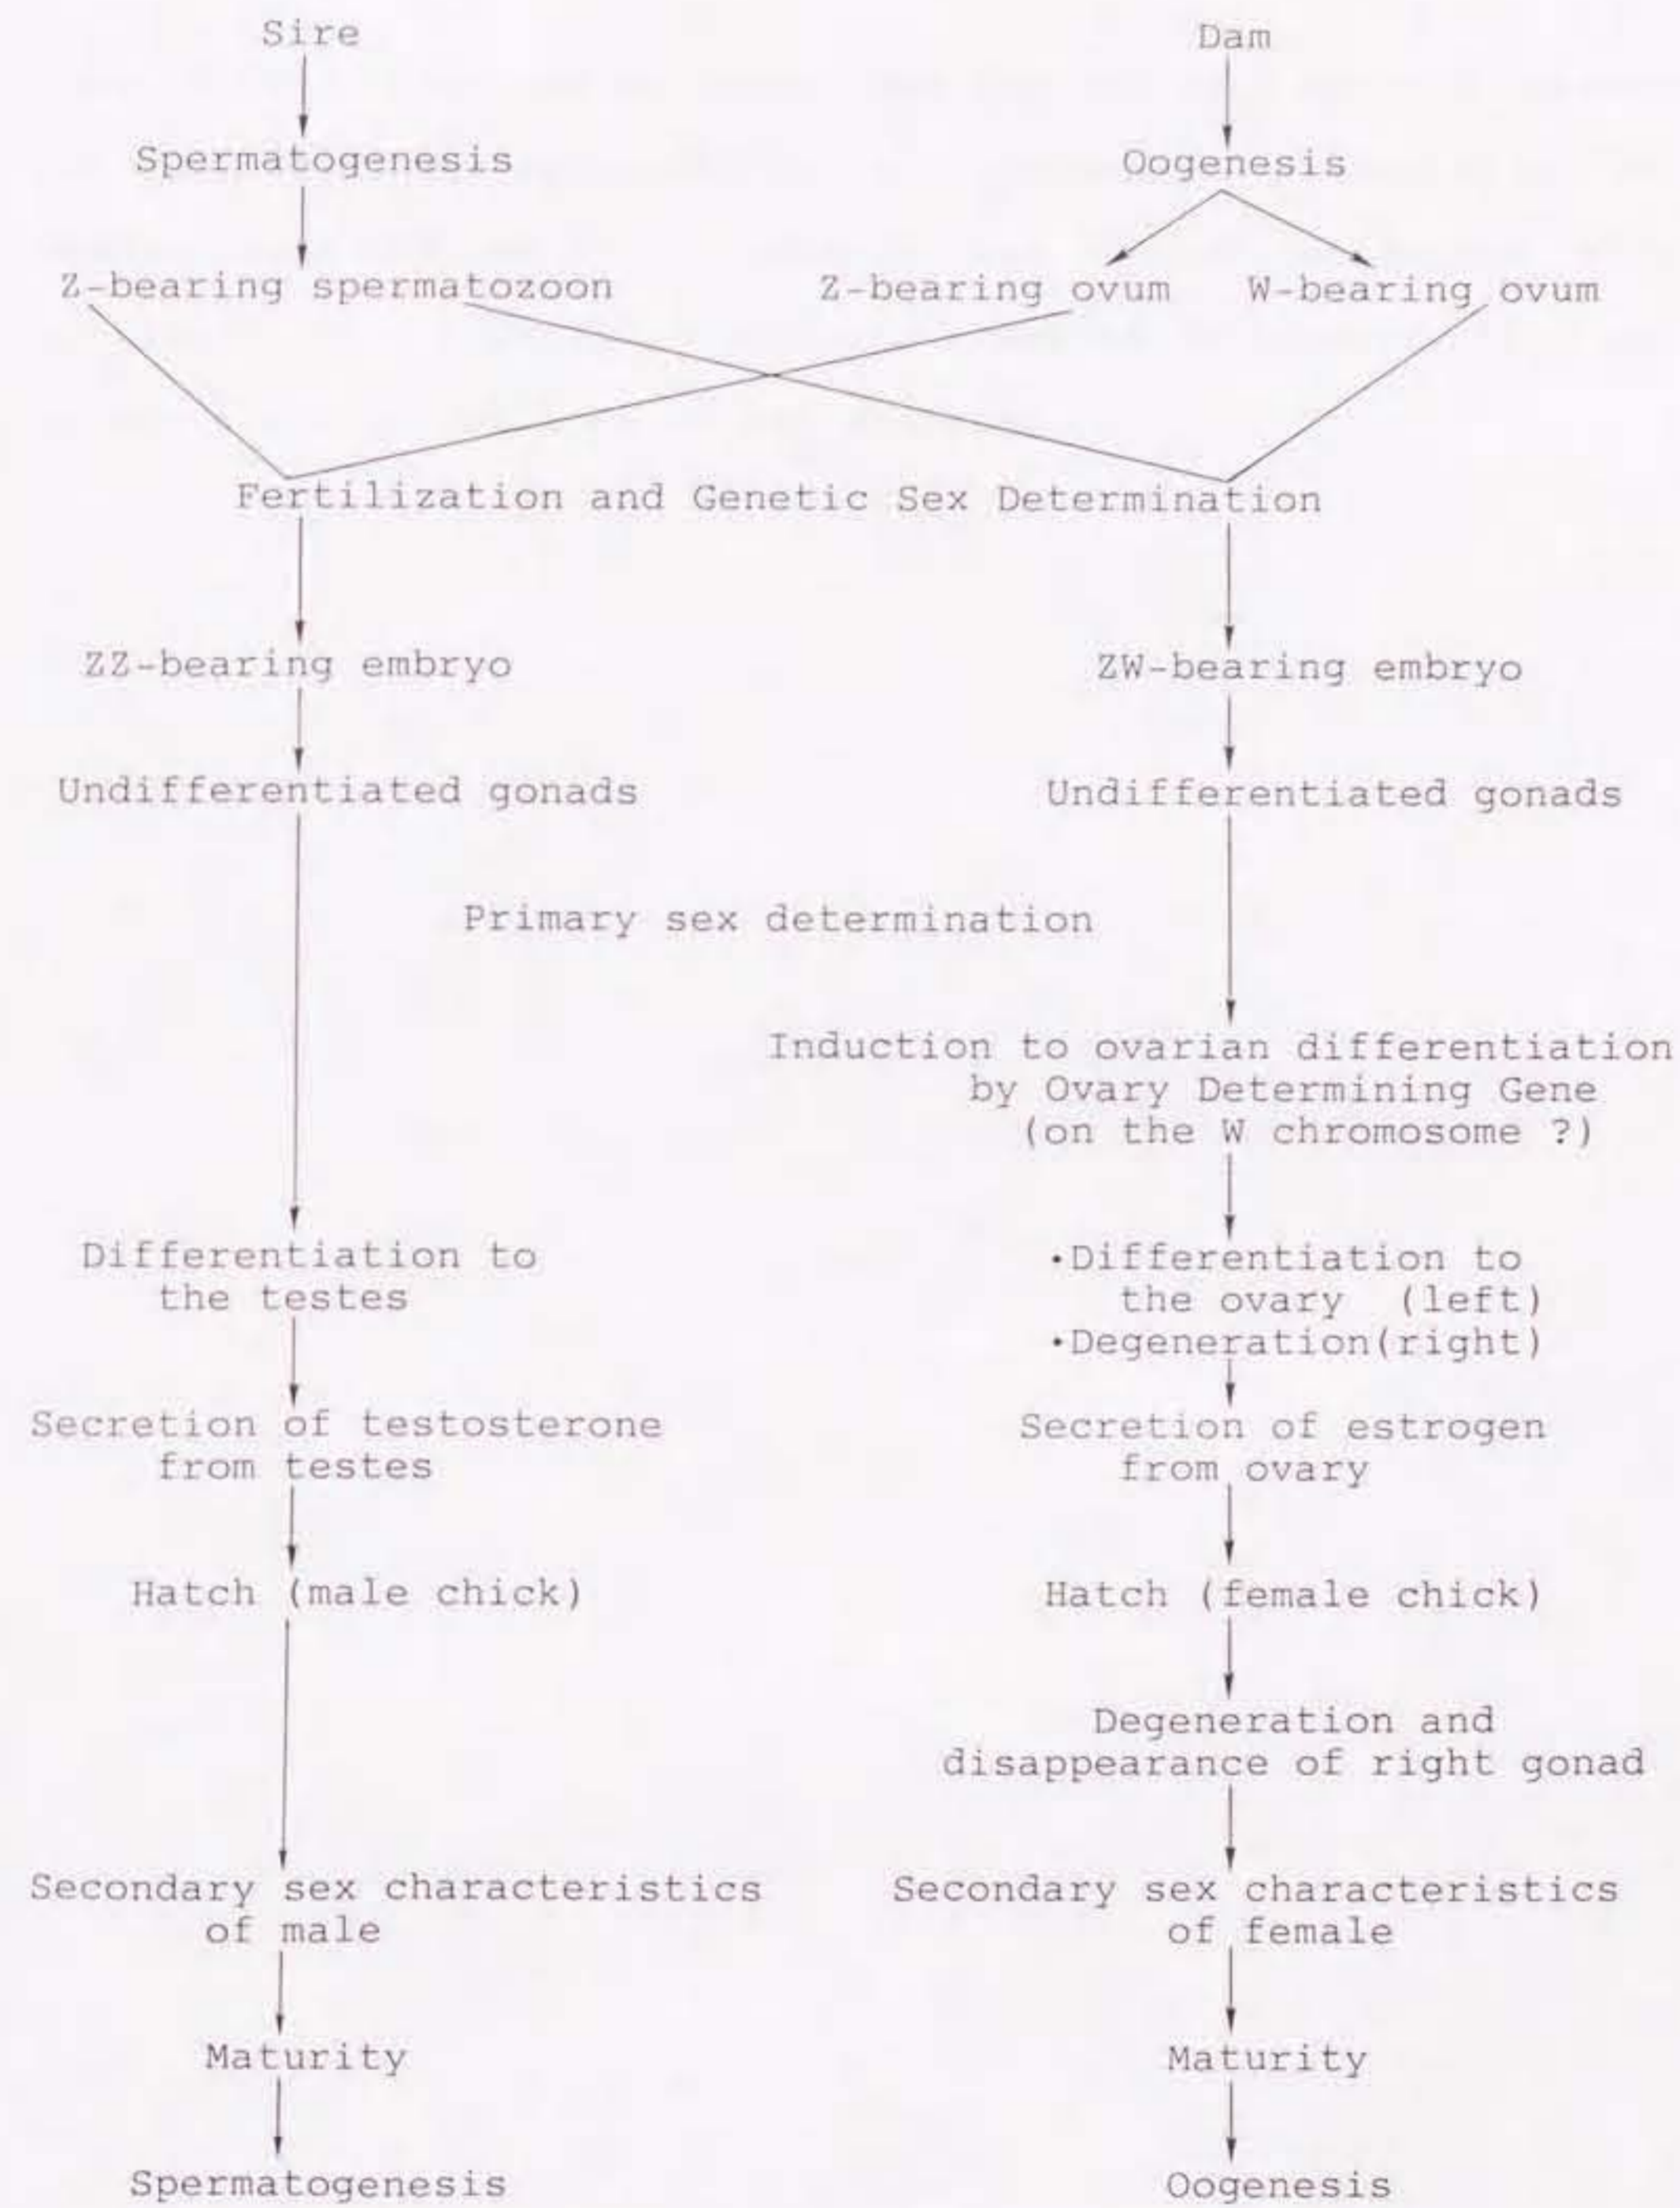 Sire
Dam
Spermatogenesis
Oogenesis
Z-bearing spermatozoon
Z-bearing ovum
W-bearing ovum
Fertilization and Genetic Sex Determination
ZZ-bearing embryo
ZW-bearing embryo
Undifferentiated gonads
Undifferentiated gonads
Primary sex determination
Induction to ovarian differentiation
by Ovary Determining Gene
(on the W chromosome ?)
Differentiation to
the testes
•Differentiation to
the ovary (left)
•Degeneration(right)
Secretion of testosterone
from testes
Secretion of estrogen
from ovary
Hatch (male chick)
Hatch (female chick)
Degeneration and
disappearance of right gonad
Secondary sex characteristics
of male
Secondary sex characteristics
of female
Maturity
Maturity
Spermatogenesis
Oogenesis